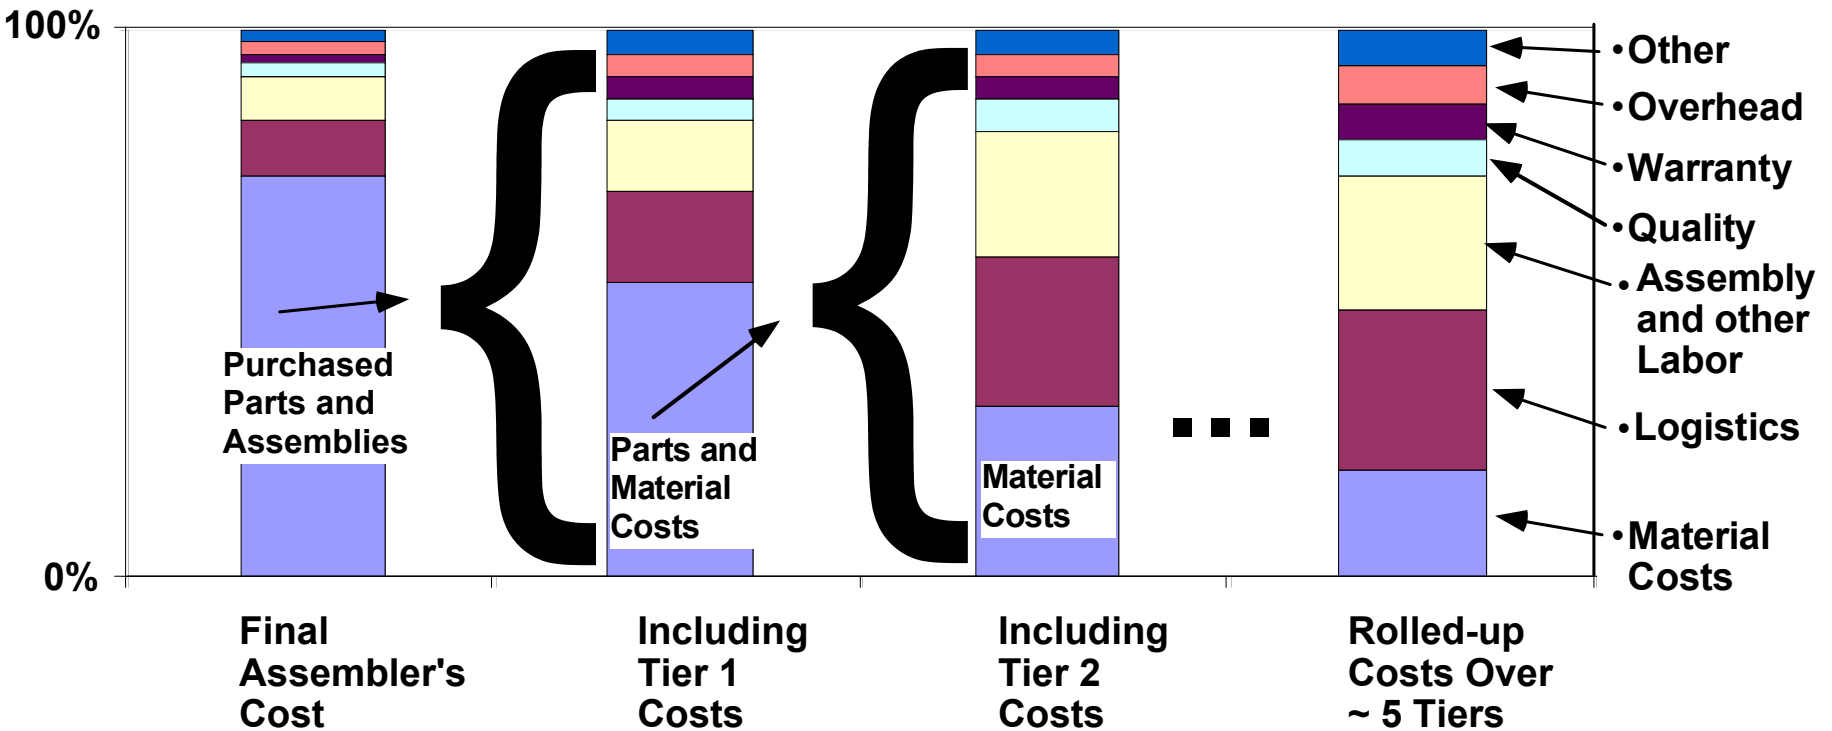 100%
0%
Purchased
Parts and
Assemblies
Parts and
Material
Costs
Material
Costs
•Other
•Overhead
•Warranty
•Quality
• Assembly
and other
Labor
•Logistics
•Material
Costs
Final
Assembler's
Cost
Including
Tier 1
Costs
Including
Tier 2
Costs
Rolled-up
Costs Over
~ 5 Tiers